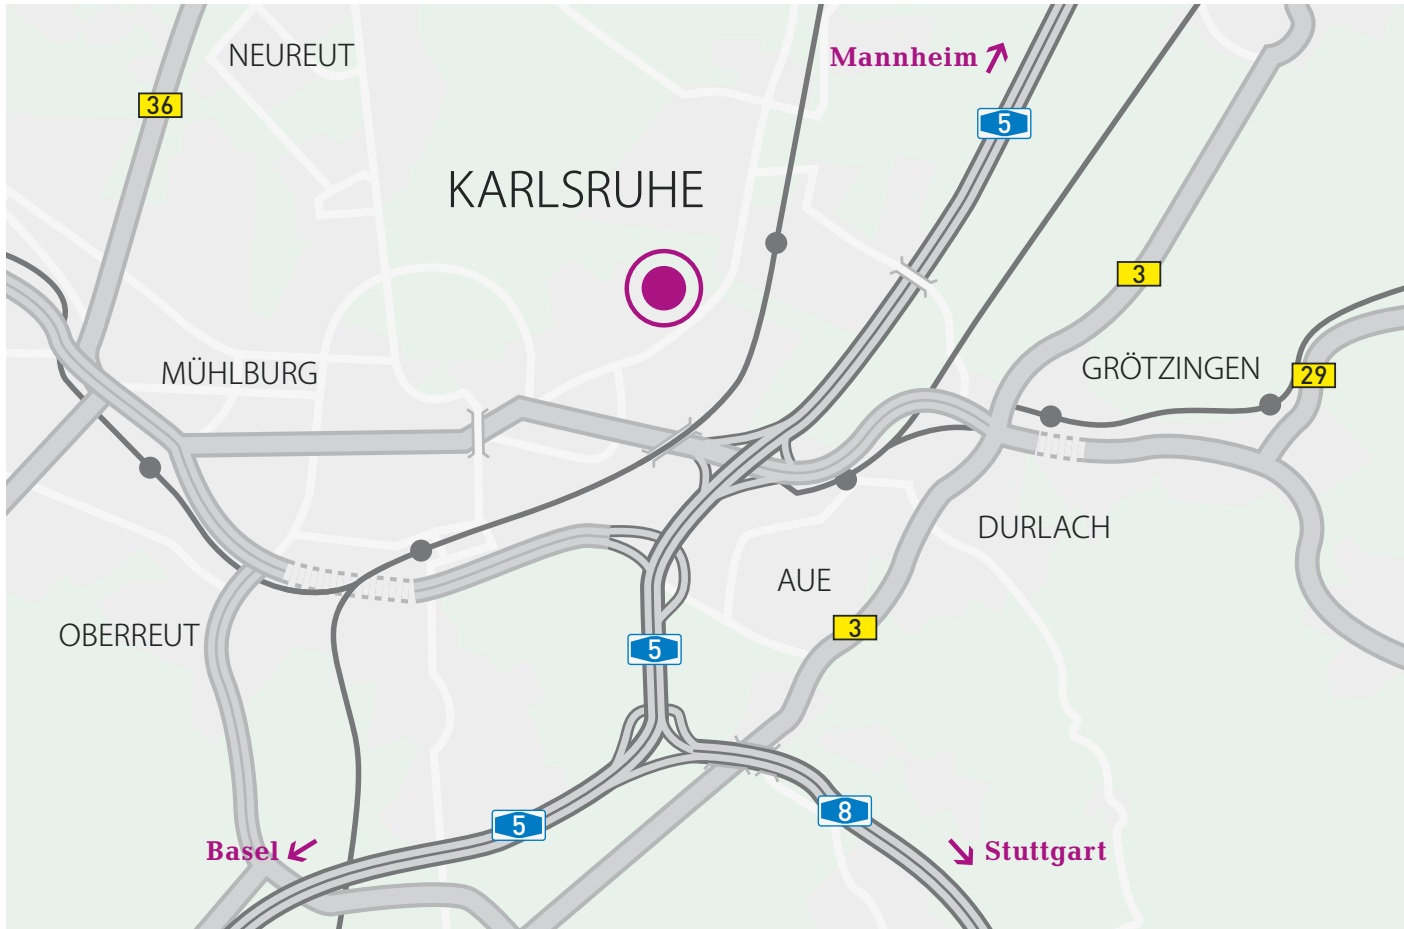 NEUREUT
Mannheim
36
5
KARLSRUHE
3
MÜHLBURG
GRÖTZINGEN
29
DURLACH
AUE
OBERREUT
3
5
5
8
Basel
Stuttgart